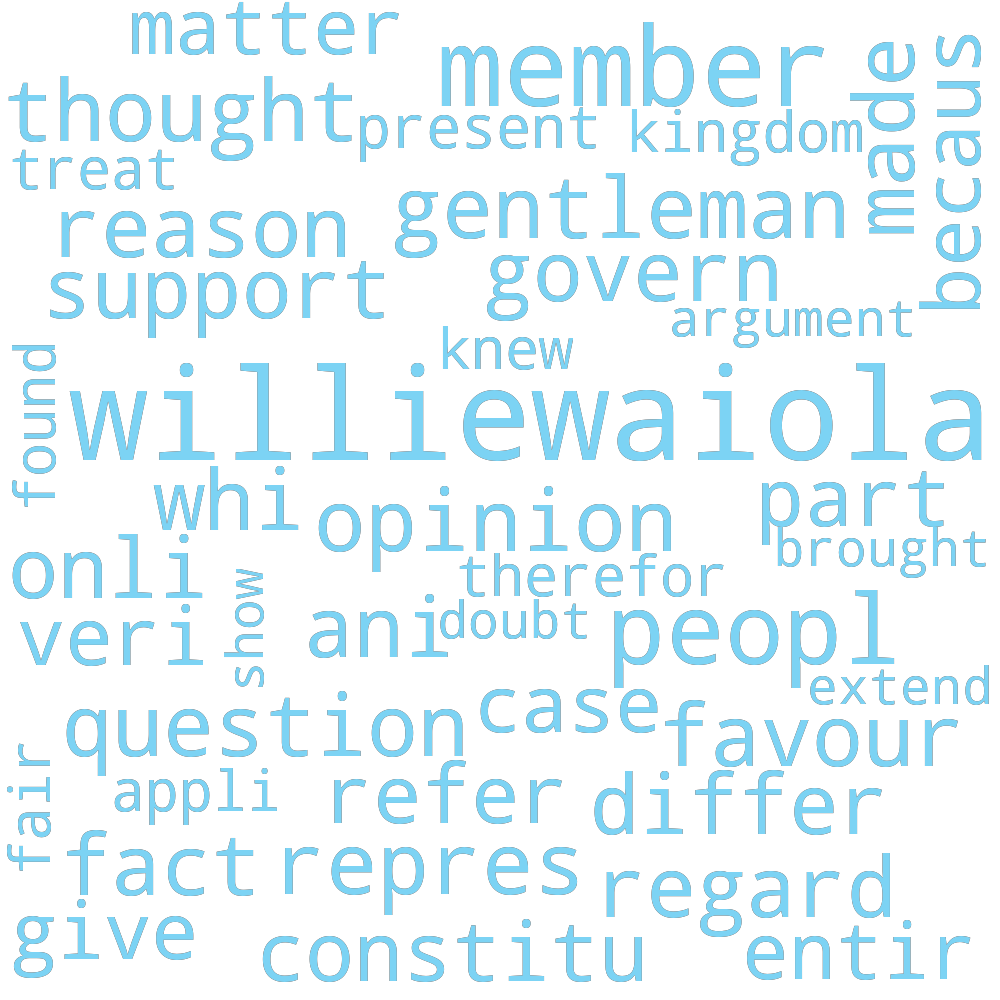 matter
member
made
becaus
thought
present
kingdom
treat
reason
gentleman
support
govern
argument
knew
found
williewaiola
whi
opinion
part
brought
onli
therefor
show
veri
ani
doubt
peopl
extend
question
case
favour
fair
appli
refer
differ
fact
repres
regard
give
constitu
entir